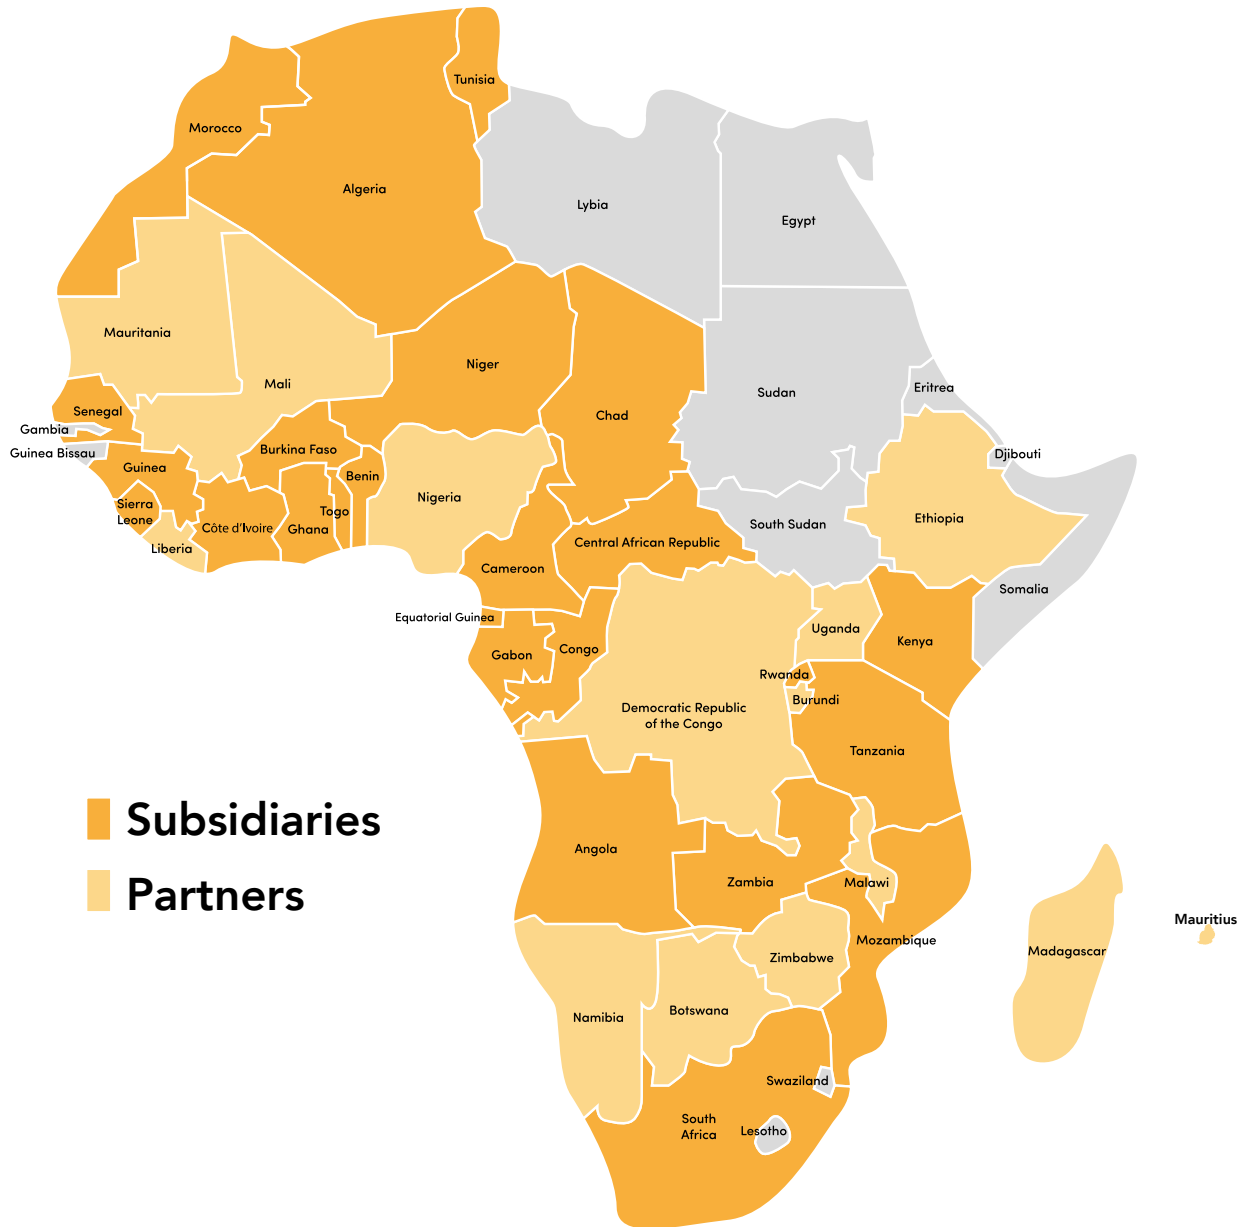 Tunisia
Morocco
Algeria
Lybia
Egypt
Mauritania
Niger
Mali
Sudan
Eritrea
Senegal
Chad
Gambia
Guinea Bissau
Burkina Faso
Djibouti
Guinea
Benin
Nigeria
Sierra
Leone
Togo
Ethiopia
Côte d'Ivoire
Ghana
South Sudan
Liberia
Central African Republic
Cameroon
Somalia
Equatorial Guinea
Uganda
Kenya
Gabon
Congo
Rwanda
Burundi
Democratic Republic
of the Congo
Tanzania
Subsidiaries
Angola
Zambia
Malawi
Partners
Mauritius
Mozambique
Madagascar
Zimbabwe
Botswana
Namibia
Swaziland
South
Africa
Lesotho